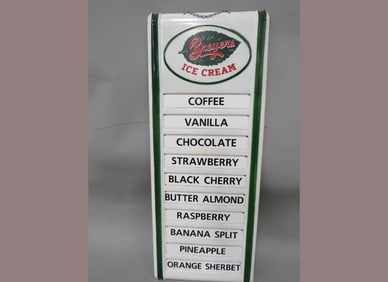 Breyers
ICE CREAM
COFFEE
VANILLA
CHOCOLATE
STRAWBERRY
BLACK CHERRY
BUTTER ALMOND
RASPBERRY
BANANA SPLIT
PINEAPPLE
ORANGE SHERBET